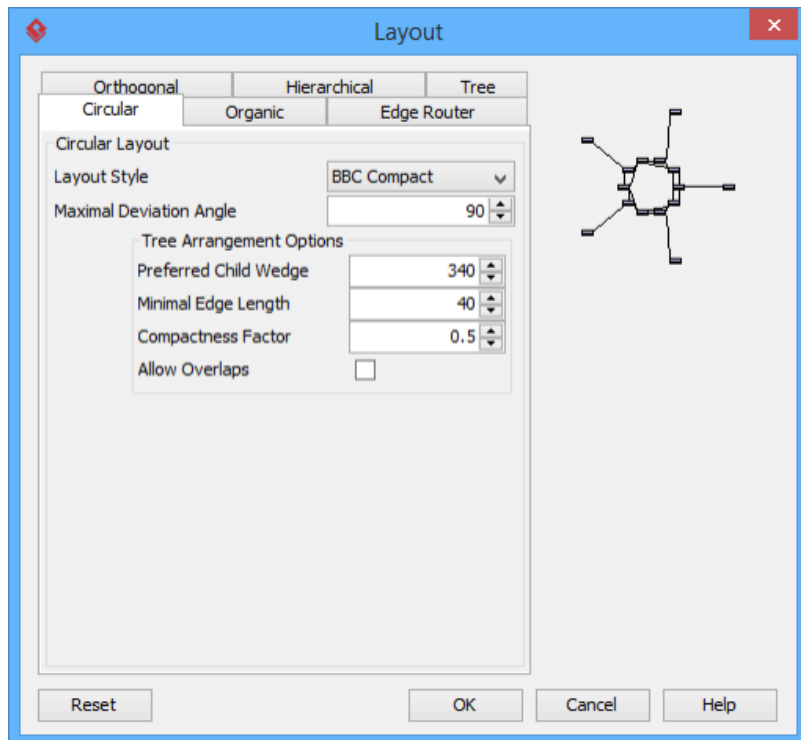 Layout
Orthogonal Hierarchical Tree
Circular Organic Edge Router
Circular Layout
Layout Style BBC Compact
Maximal Deviation Angle 90
Tree Arrangement Options
Preferred Child Wedge 340
Minimal Edge Length 40
Compactness Factor 0.5
Allow Overlaps
Reset OK Cancel Help